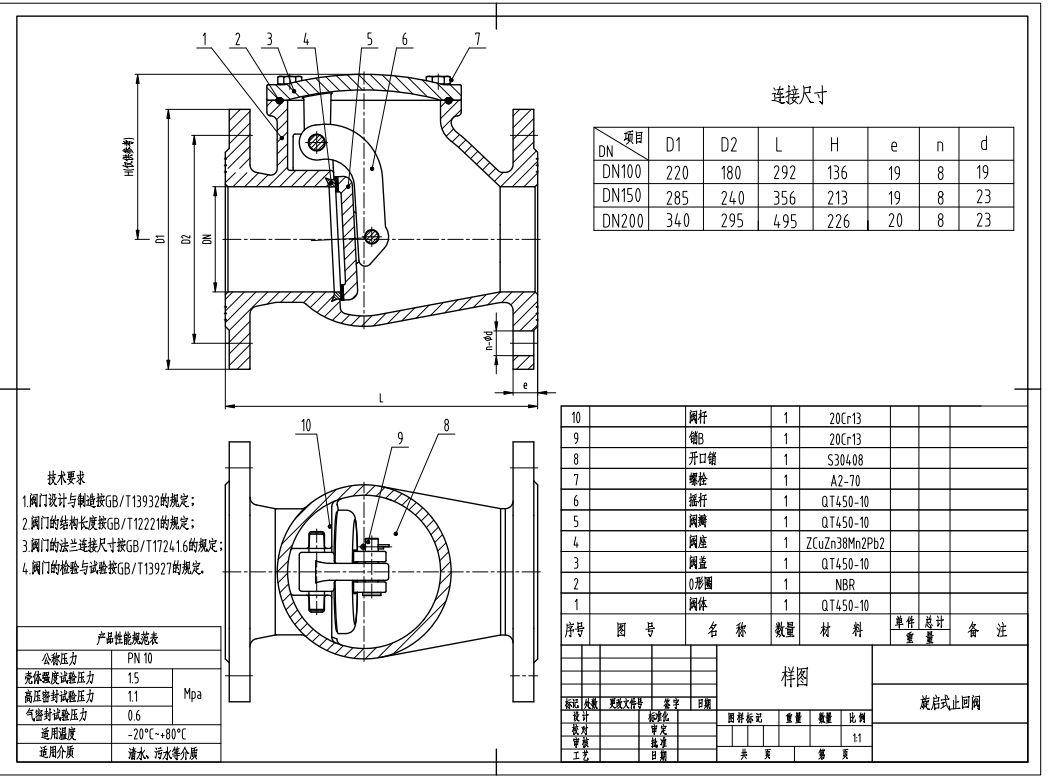 1 2 3 4 5 6 7
连接尺寸
项目 DN D1 D2 L H e n d
DN100 220 180 292 136 19 8 19
DN150 285 240 356 213 19 8 23
DN200 340 295 495 226 20 8 23
H(仅供参考)
D1
D2
DN
n-Φd
e
L
10 9 8
技术要求
1.阀门设计与制造按GB/T13932的规定；
2.阀门的结构长度按GB/T12221的规定；
3.阀门的法兰连接尺寸按GB/T17241.6的规定；
4.阀门的检验与试验按GB/T13927的规定.
产品性能规范表
公称压力 PN 10
壳体强度试验压力 1.5
高压密封试验压力 1.1 Mpa
气密封试验压力 0.6
适用温度 -20°C~+80°C
适用介质 清水、污水等介质
10 阀杆 1 20Cr13
9 销B 1 20Cr13
8 开口销 1 S30408
7 螺栓 1 A2-70
6 摇杆 1 QT450-10
5 阀瓣 1 QT450-10
4 阀座 1 ZCuZn38Mn2Pb2
3 阀盖 1 QT450-10
2 O形圈 1 NBR
1 阀体 1 QT450-10
序号 图号 名称 数量 材料 单件 总计 重量 备注
样图
旋启式止回阀
标记 处数 更改文件号 签字 日期
设计 标准化 图样标记 重量 数量 比例
校对 审定
审核 批准 1:1
工艺 日期 共 页 第 页